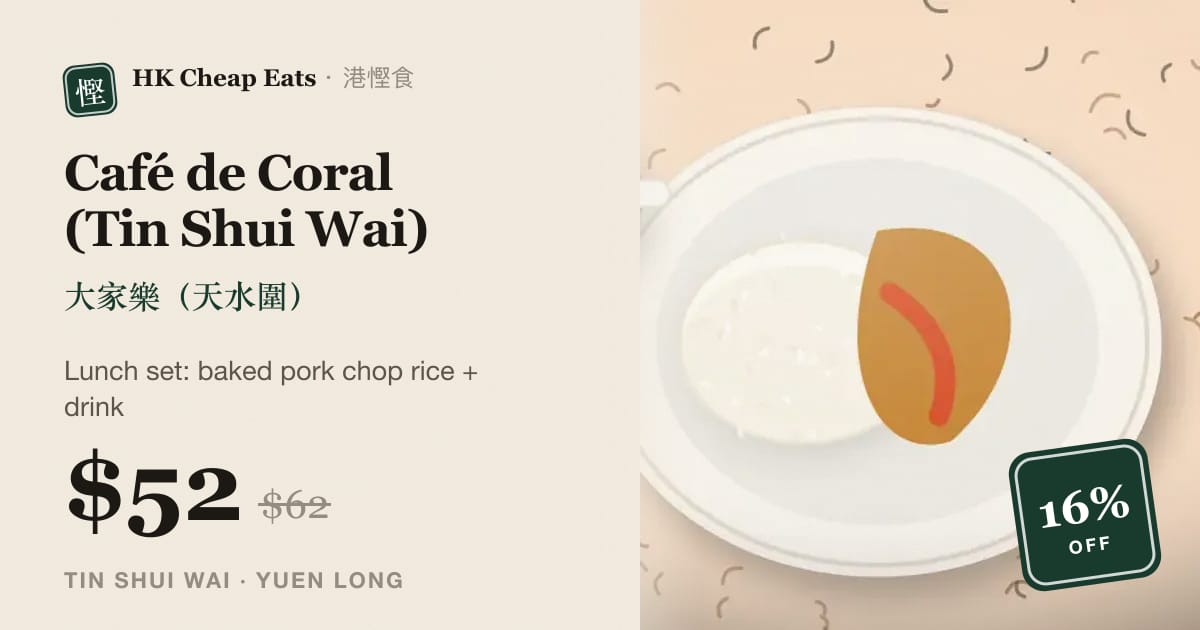 慳
HK Cheap Eats · 港慳食
Café de Coral
(Tin Shui Wai)
大家樂（天水圍）
Lunch set: baked pork chop rice +
drink
$52 $62
TIN SHUI WAI · YUEN LONG
16%
OFF